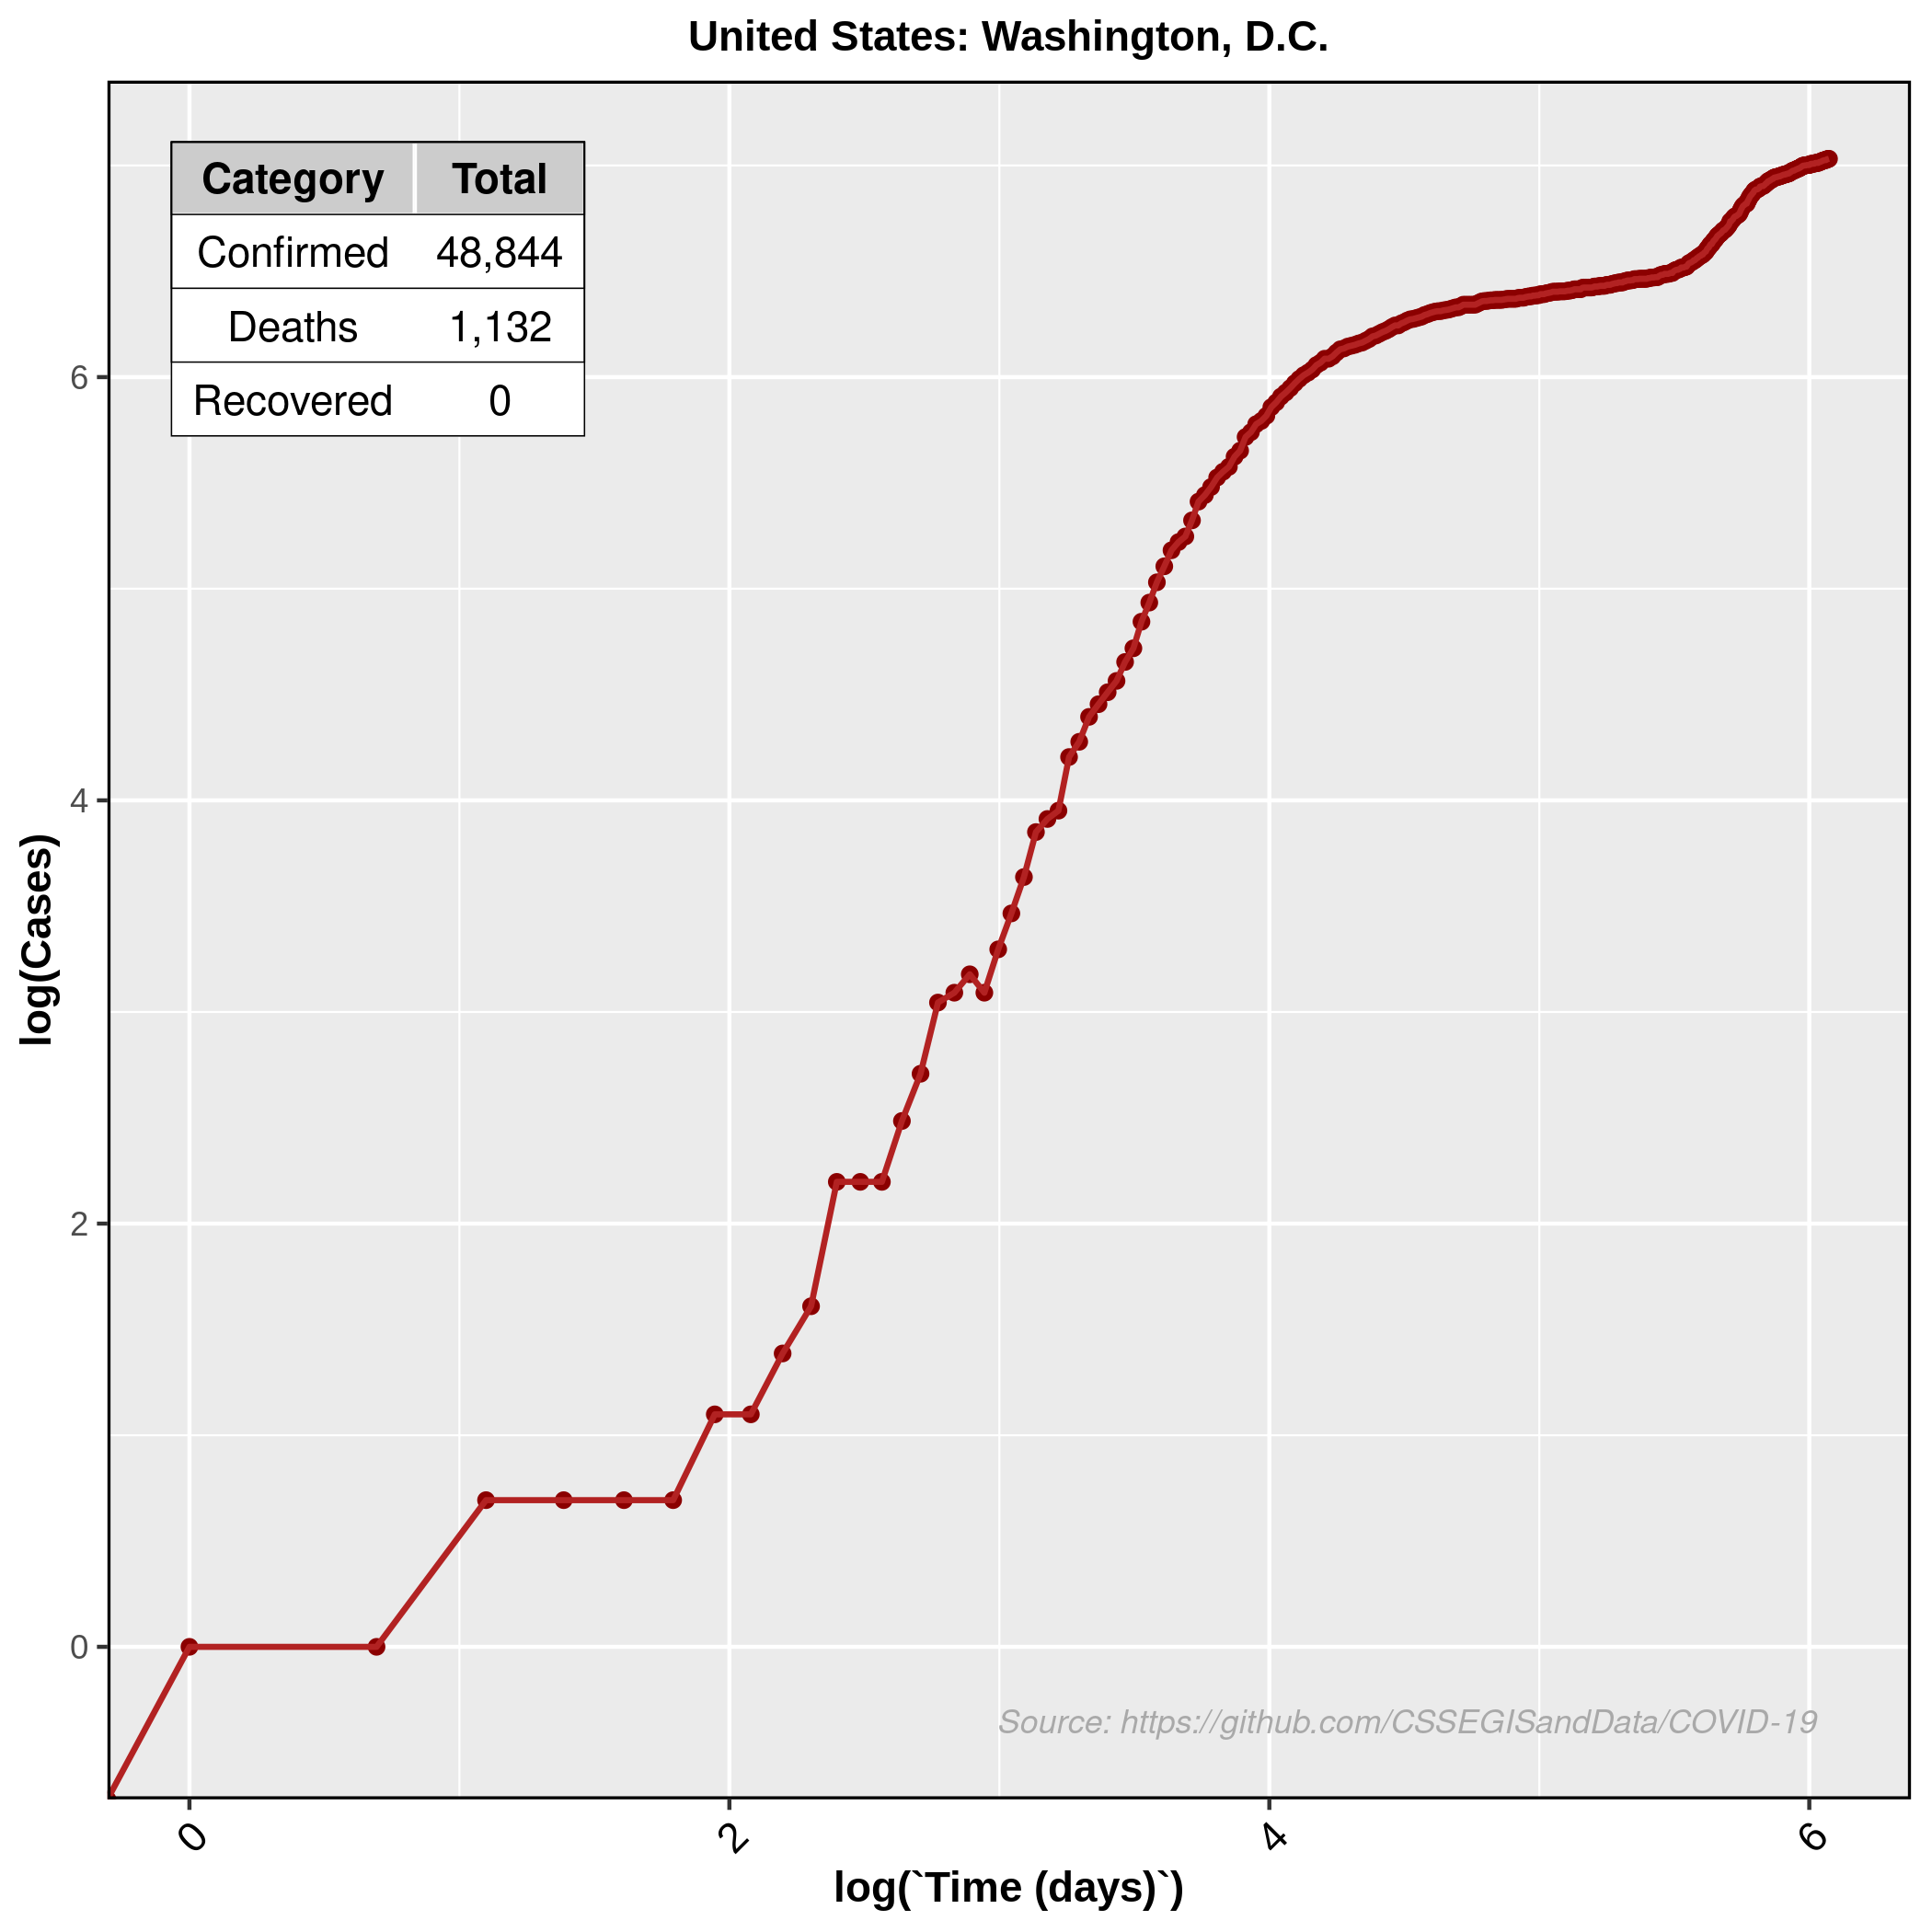 United States: Washington, D.C.
Category Total
Confirmed 48,844
Deaths 1,132
Recovered 0
6
4
2
0
log(Cases)
Source: https://github.com/CSSEGISandData/COVID-19
0 2 4 6
log(`Time (days)`)